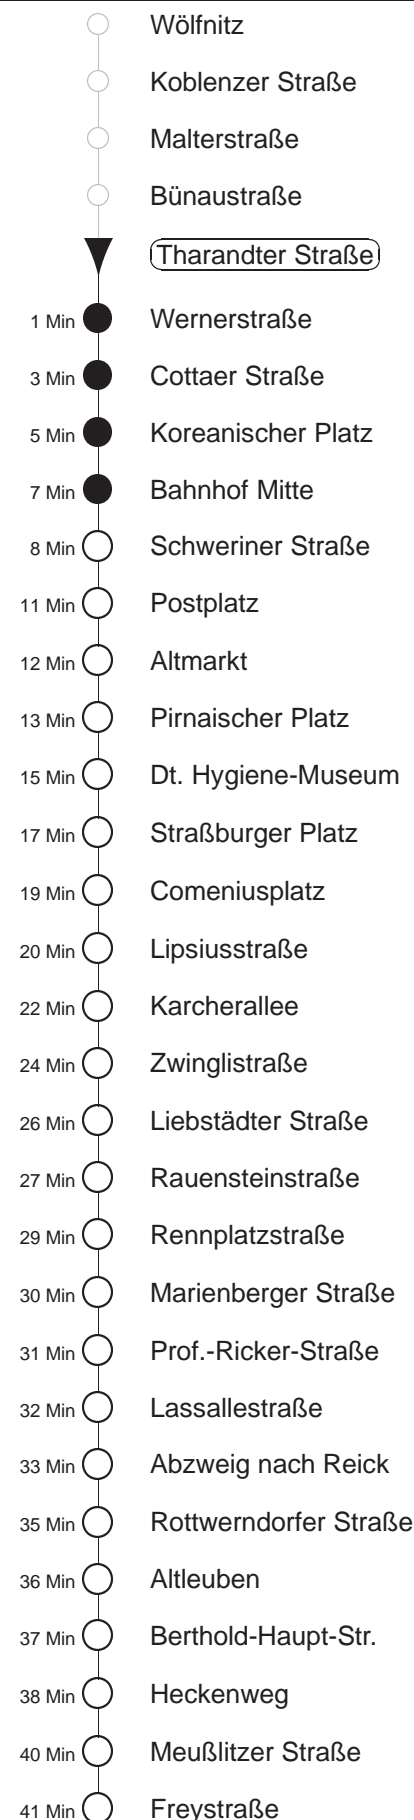 Wölfnitz
Koblenzer Straße
Malterstraße
Bünaustraße
Tharandter Straße
1 Min Wernerstraße
3 Min Cottaer Straße
5 Min Koreanischer Platz
7 Min Bahnhof Mitte
8 Min Schweriner Straße
11 Min Postplatz
12 Min Altmarkt
13 Min Pirnaischer Platz
15 Min Dt. Hygiene-Museum
17 Min Straßburger Platz
19 Min Comeniusplatz
20 Min Lipsiusstraße
22 Min Karcherallee
24 Min Zwinglistraße
26 Min Liebstädter Straße
27 Min Rauensteinstraße
29 Min Rennplatzstraße
30 Min Marienberger Straße
31 Min Prof.-Ricker-Straße
32 Min Lassallestraße
33 Min Abzweig nach Reick
35 Min Rottwerndorfer Straße
36 Min Altleuben
37 Min Berthold-Haupt-Str.
38 Min Heckenweg
40 Min Meußlitzer Straße
41 Min Freystraße